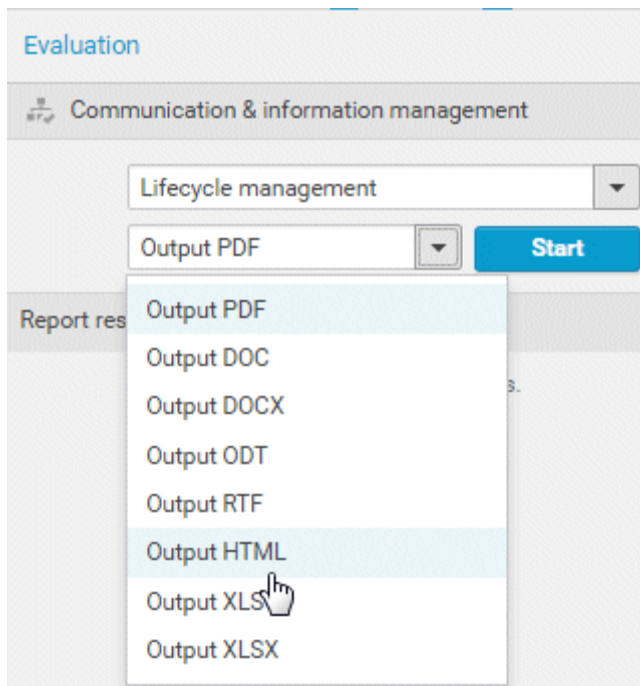 Evaluation
Communication & information management
Lifecycle management
Output PDF
Start
Output PDF
Report res
Output DOC
s.
Output DOCX
Output ODT
Output RTF
Output HTML
Output XLS
Output XLSX